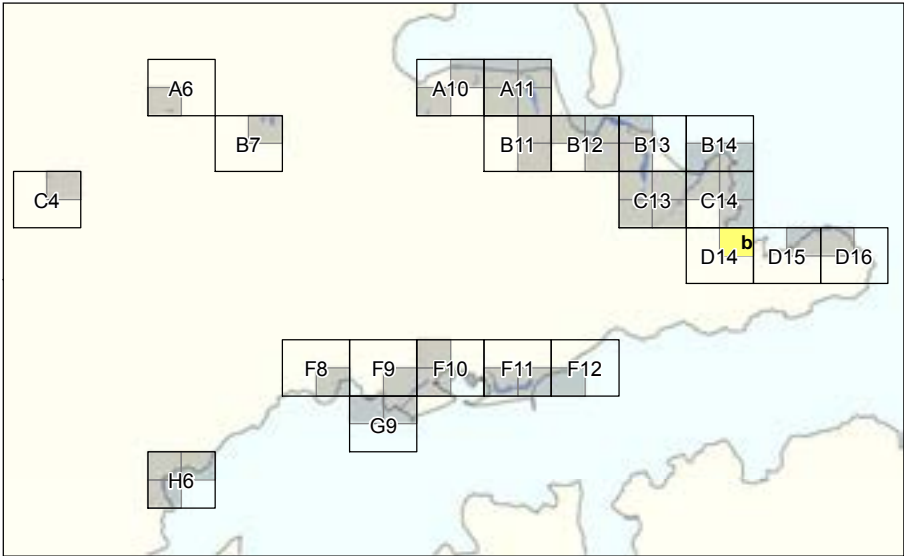 A6 A10 A11
B7 B11 B12 B13 B14
C4 C13 C14
b
D14 D15 D16
F8 F9 F10 F11 F12
G9
H6